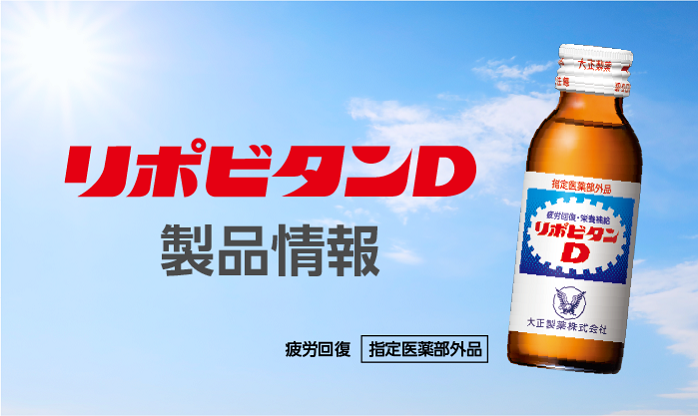 リポビタンD
製品情報
疲労回復 指定医薬部外品
大正製薬
指定医薬部外品
疲労回復・栄養補給
リポビタン
D
大正製薬株式会社